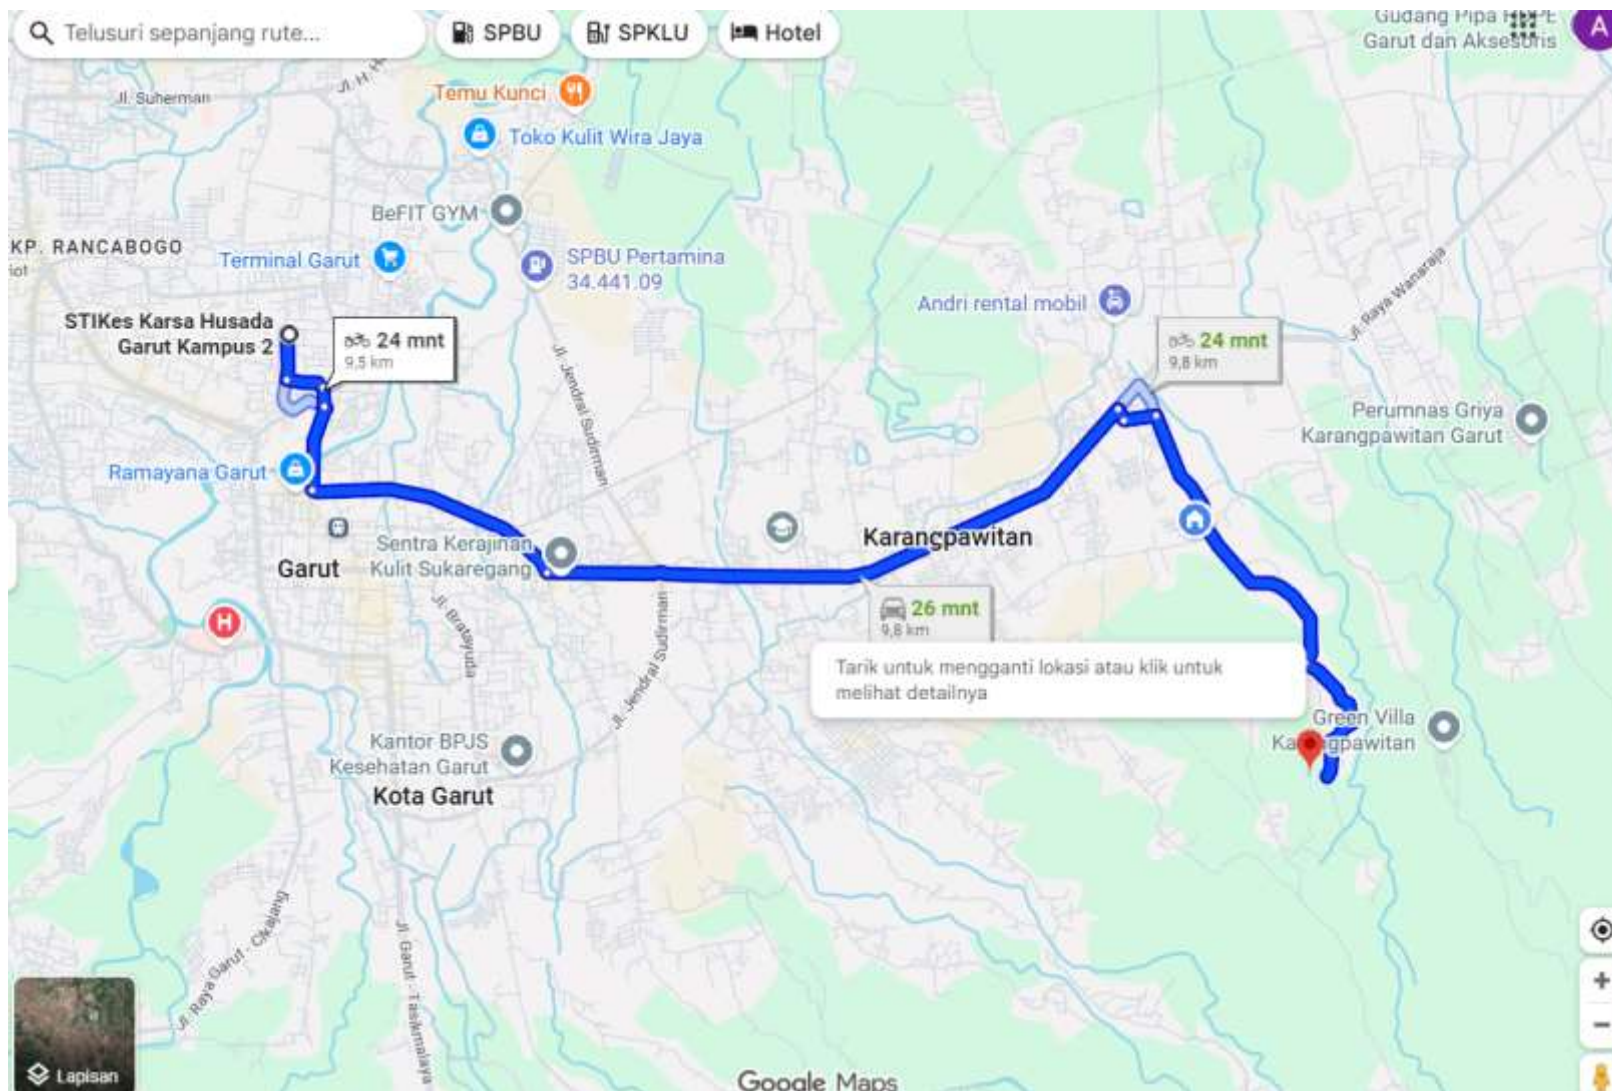 Telusuri sepanjang rute...
SPBU
SPKLU
Hotel
Gudang Pipa
Garut dan Aksesoris
A
Jl. Suherman
Temu Kunci
Toko Kulit Wira Jaya
BeFIT GYM
KP. RANCABOGO
Terminal Garut
SPBU Pertamina
34.441.09
Andri rental mobil
Jl. Raya Wanaraja
STIKes Karsa Husada
Garut Kampus 2
24 mnt
9,5 km
24 mnt
9,8 km
Jl. Jendral Sudirman
Perumnas Griya
Karangpawitan Garut
Ramayana Garut
Karangpawitan
Sentra Kerajinan
Kulit Sukaregang
Garut
H
Jl. Bratayuda
26 mnt
9,8 km
Jl. Jendral Sudirman
Tarik untuk mengganti lokasi atau klik untuk
melihat detailnya
Green Villa
Karangpawitan
Kantor BPJS
Kesehatan Garut
Kota Garut
Jl. Raya Garut - Cikajang
Jl. Garut - Tasikmalaya
Lapisan
Google Maps